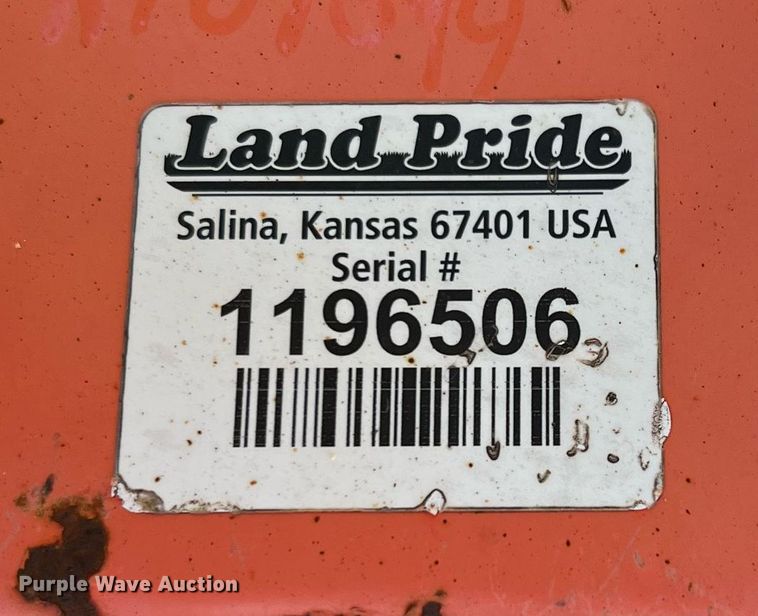 Land Pride
Salina, Kansas 67401 USA
Serial #
1196506
Purple Wave Auction